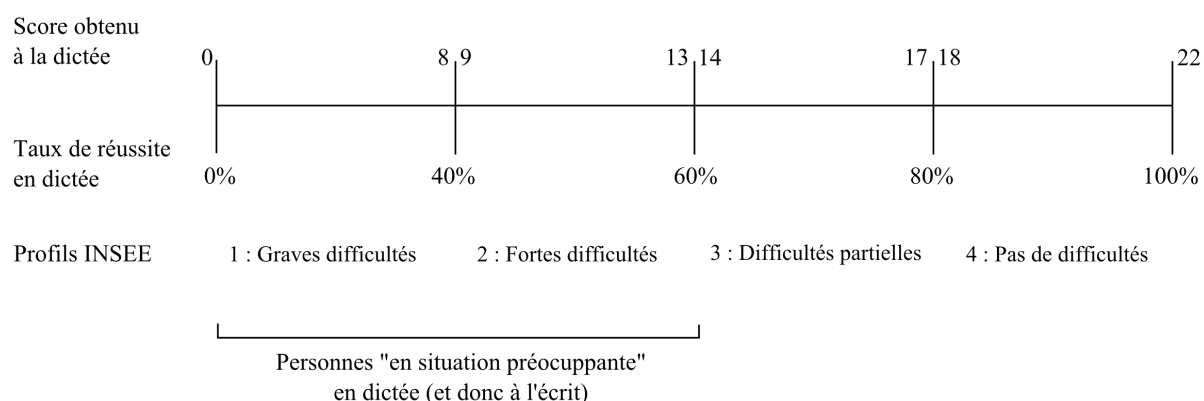 Score obtenu
à la dictée
0 8 9 13 14 17 18 22
Taux de réussite
en dictée
0% 40% 60% 80% 100%
Profils INSEE 1 : Graves difficultés 2 : Fortes difficultés 3 : Difficultés partielles 4 : Pas de difficultés
Personnes "en situation préocuppante"
en dictée (et donc à l'écrit)